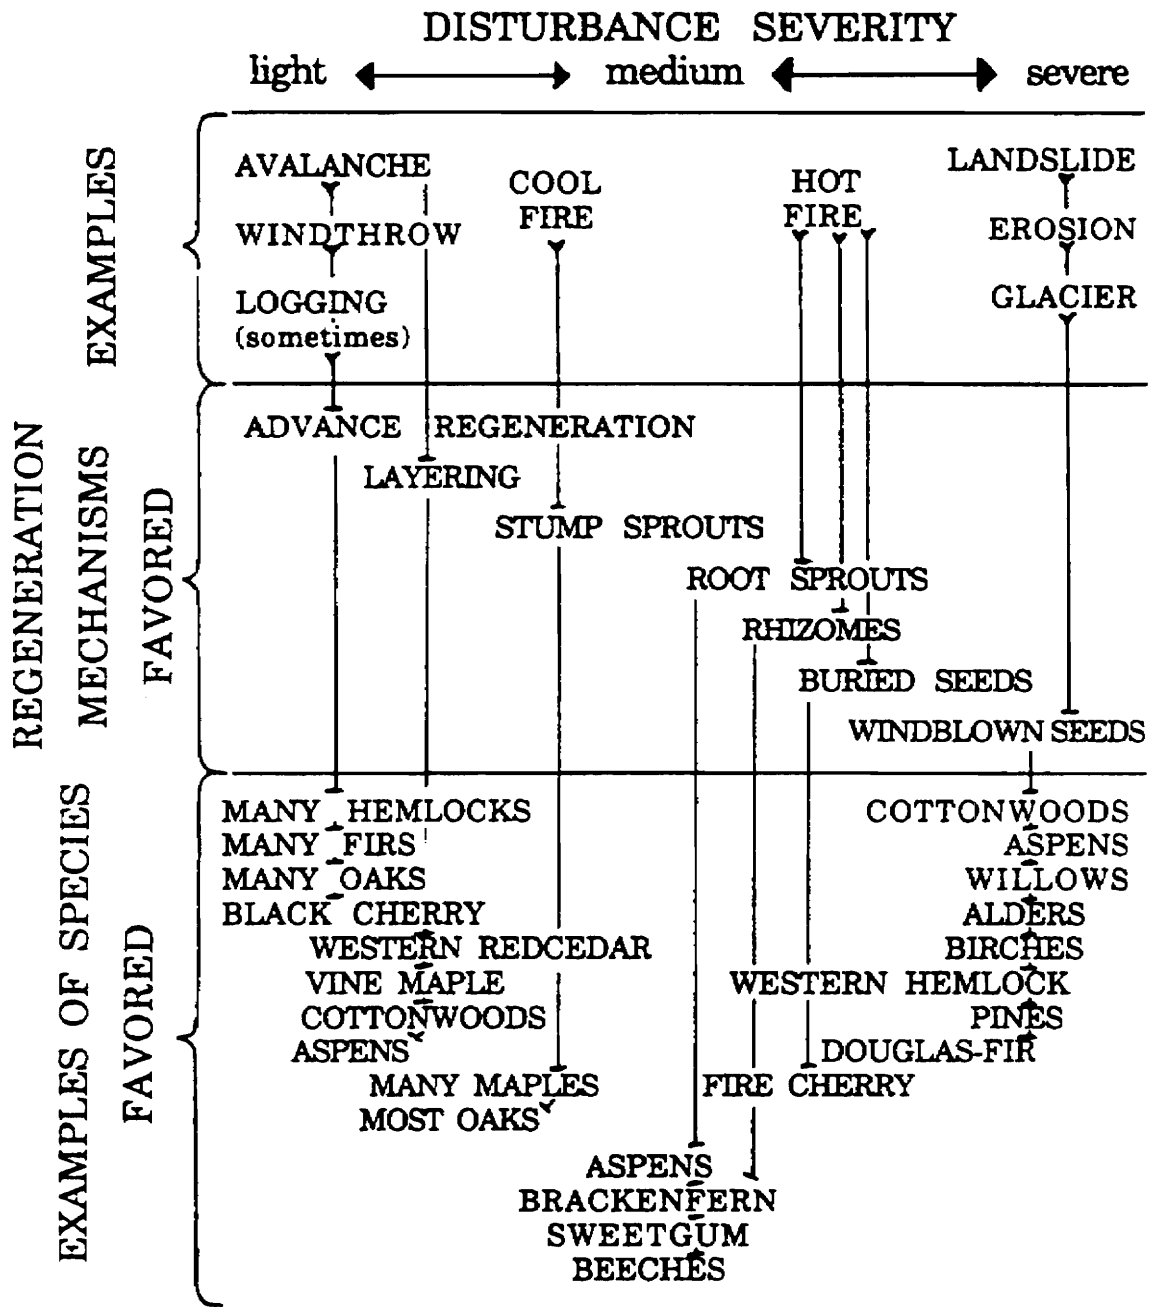 DISTURBANCE SEVERITY
light medium severe
EXAMPLES
AVALANCHE
WINDTHROW
LOGGING
(sometimes)
COOL
FIRE
HOT
FIRE
LANDSLIDE
EROSION
GLACIER
REGENERATION
MECHANISMS
FAVORED
ADVANCE REGENERATION
LAYERING
STUMP SPROUTS
ROOT SPROUTS
RHIZOMES
BURIED SEEDS
WINDBLOWN SEEDS
EXAMPLES OF SPECIES
FAVORED
MANY HEMLOCKS
MANY FIRS
MANY OAKS
BLACK CHERRY
WESTERN REDCEDAR
VINE MAPLE
COTTONWOODS
ASPENS
MANY MAPLES
MOST OAKS
ASPENS
BRACKENFERN
SWEETGUM
BEECHES
FIRE CHERRY
COTTONWOODS
ASPENS
WILLOWS
ALDERS
BIRCHES
WESTERN HEMLOCK
PINES
DOUGLAS-FIR